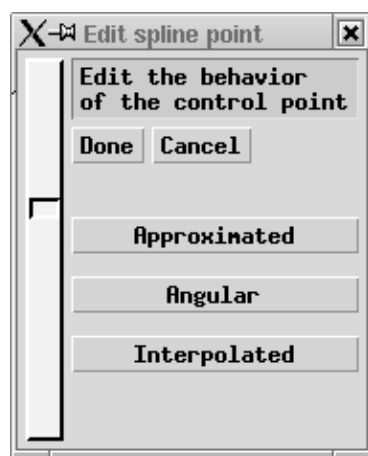 Edit spline point
Edit the behavior
of the control point
Done Cancel
Approximated
Angular
Interpolated